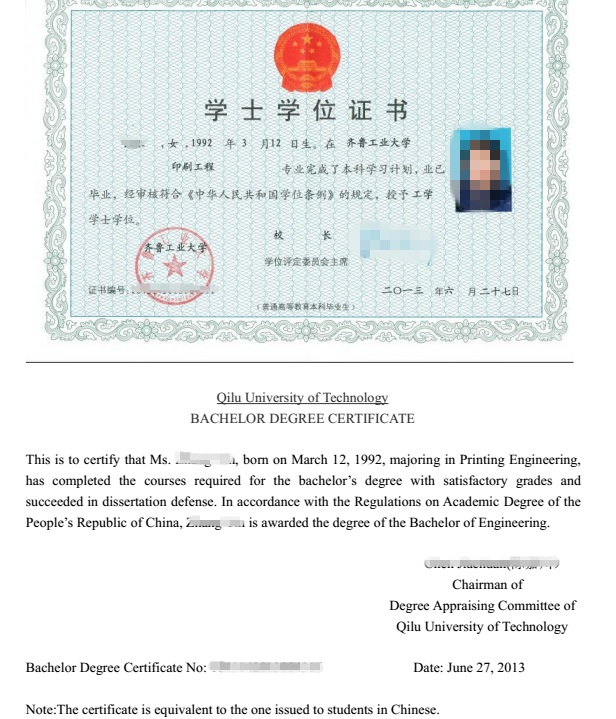 学士学位证书
,女,1992 年 3 月12 日生。在 齐鲁工业大学
印刷工程 专业完成了本科学习计划,业已
毕业,经审核符合《中华人民共和国学位条例》的规定,授予 工学
学士学位。
齐鲁工业大学
校 长
学位评定委员会主席
证书编号
二〇一三 年六 月二十七日
(普通高等教育本科毕业生)
Qilu University of Technology
BACHELOR DEGREE CERTIFICATE
This is to certify that Ms. , born on March 12, 1992, majoring in Printing Engineering,
has completed the courses required for the bachelor’s degree with satisfactory grades and
succeeded in dissertation defense. In accordance with the Regulations on Academic Degree of the
People’s Republic of China, is awarded the degree of the Bachelor of Engineering.
Chairman of
Degree Appraising Committee of
Qilu University of Technology
Bachelor Degree Certificate No: Date: June 27, 2013
Note:The certificate is equivalent to the one issued to students in Chinese.